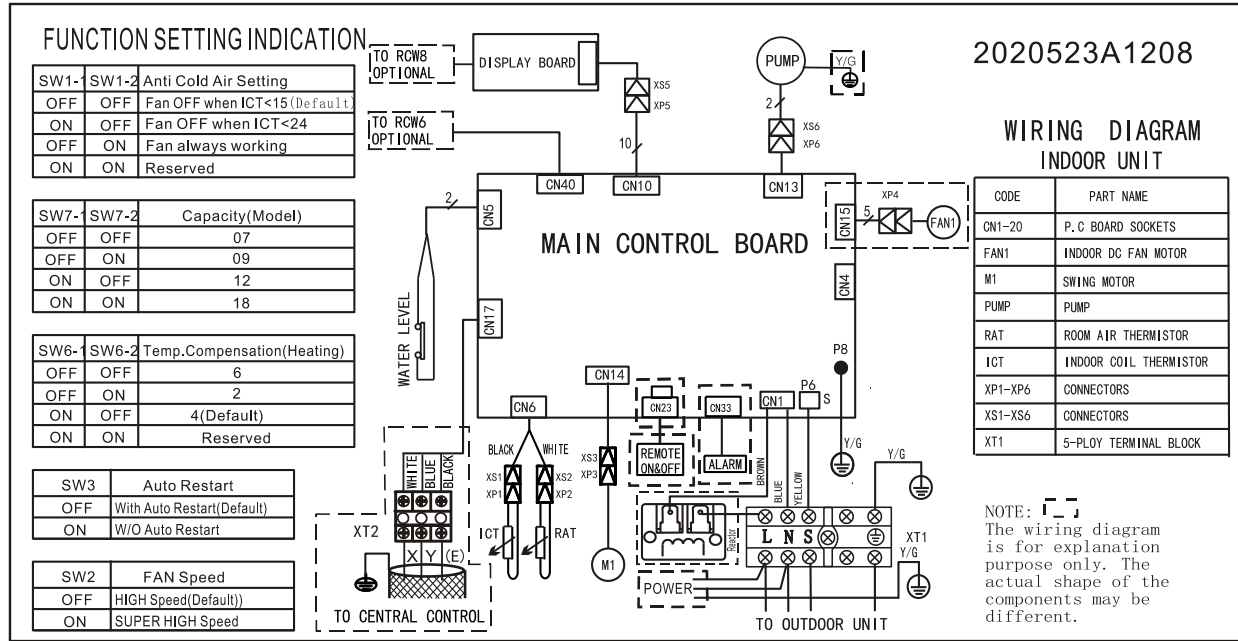 FUNCTION SETTING INDICATION
SW1-1 SW1-2 Anti Cold Air Setting
OFF OFF Fan OFF when ICT<15(Default)
ON OFF Fan OFF when ICT<24
OFF ON Fan always working
ON ON Reserved
SW7-1 SW7-2 Capacity(Model)
OFF OFF 07
OFF ON 09
ON OFF 12
ON ON 18
SW6-1 SW6-2 Temp.Compensation(Heating)
OFF OFF 6
OFF ON 2
ON OFF 4(Default)
ON ON Reserved
SW3 Auto Restart
OFF With Auto Restart(Default)
ON W/O Auto Restart
SW2 FAN Speed
OFF HIGH Speed(Default))
ON SUPER HIGH Speed
TO RCW8
OPTIONAL
DISPLAY BOARD
XS5
XP5
10
TO RCW6
OPTIONAL
PUMP
Y/G
2
XS6
XP6
CN40
CN10
CN13
2
CN5
WATER LEVEL
CN17
MAIN CONTROL BOARD
CN15
5
XP4
FAN1
CN4
P8
Y/G
CN14
CN6
CN23
CN33
CN1
P6
S
BLACK
WHITE
XS1
XP1
XS2
XP2
ICT
RAT
XS3
XP3
M1
REMOTE
ON&OFF
ALARM
BROWN
BLUE
YELLOW
Y/G
Reactor
L N S
XT1
Y/G
POWER
TO OUTDOOR UNIT
WHITE
BLUE
BLACK
XT2
X Y (E)
TO CENTRAL CONTROL
2020523A1208
WIRING DIAGRAM
INDOOR UNIT
CODE PART NAME
CN1-20 P.C BOARD SOCKETS
FAN1 INDOOR DC FAN MOTOR
M1 SWING MOTOR
PUMP PUMP
RAT ROOM AIR THERMISTOR
ICT INDOOR COIL THERMISTOR
XP1-XP6 CONNECTORS
XS1-XS6 CONNECTORS
XT1 5-PLOY TERMINAL BLOCK
NOTE:
The wiring diagram
is for explanation
purpose only. The
actual shape of the
components may be
different.